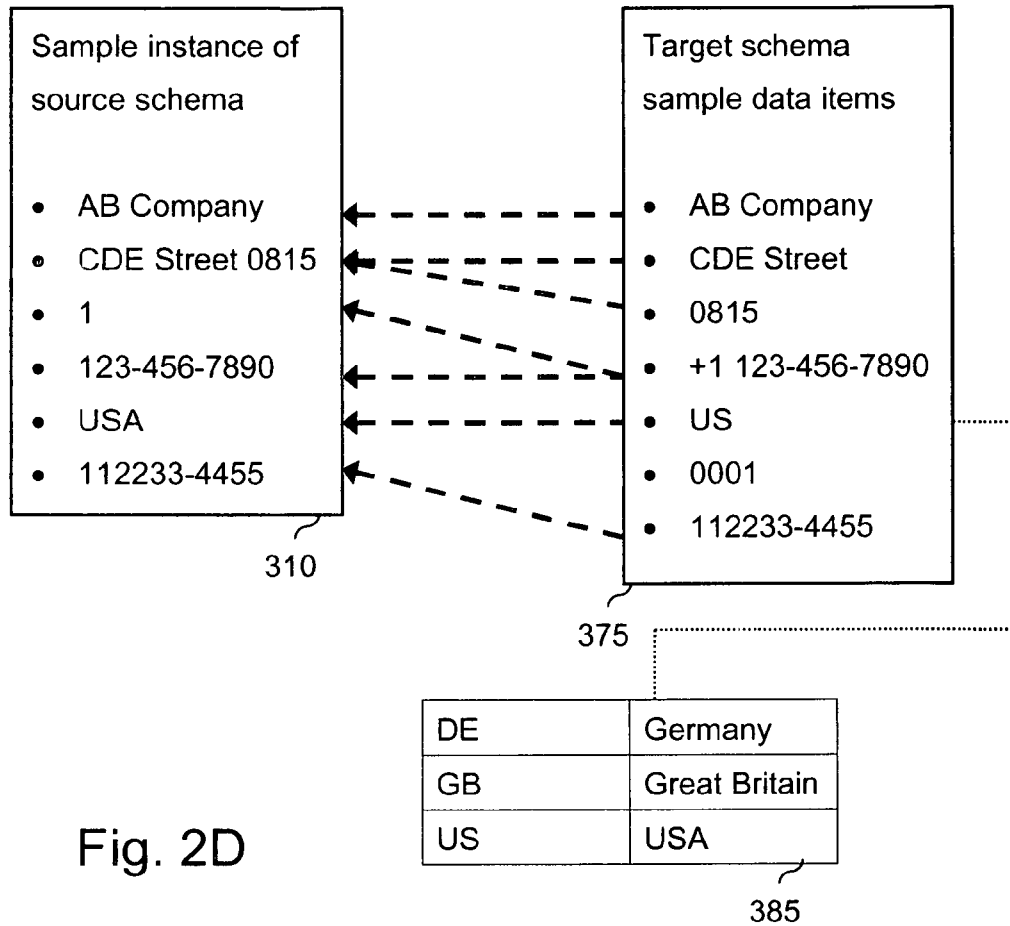 Sample instance of
source schema
• AB Company
• CDE Street 0815
• 1
• 123-456-7890
• USA
• 112233-4455
310
Target schema
sample data items
• AB Company
• CDE Street
• 0815
• +1 123-456-7890
• US
• 0001
• 112233-4455
375
DE Germany
GB Great Britain
US USA
385
Fig. 2D